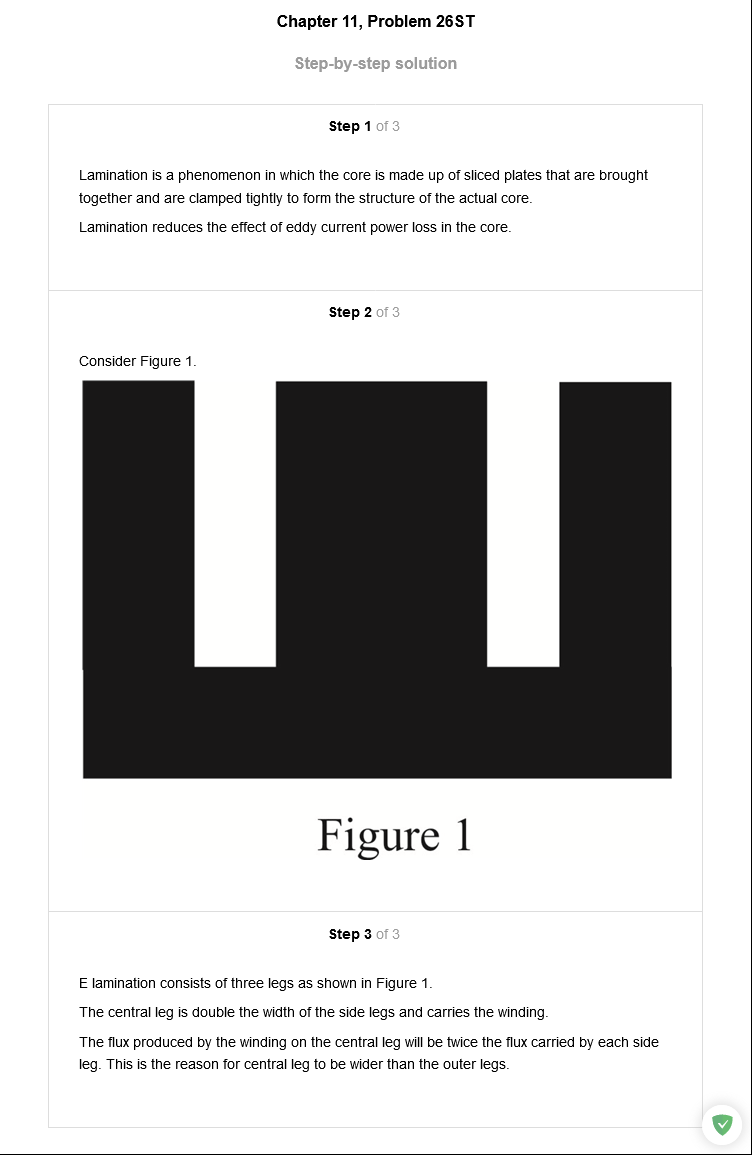 Chapter 11, Problem 26ST
Step-by-step solution
Step 1 of 3
Lamination is a phenomenon in which the core is made up of sliced plates that are brought
together and are clamped tightly to form the structure of the actual core.
Lamination reduces the effect of eddy current power loss in the core.
Step 2 of 3
Consider Figure 1.
Figure 1
Step 3 of 3
E lamination consists of three legs as shown in Figure 1.
The central leg is double the width of the side legs and carries the winding.
The flux produced by the winding on the central leg will be twice the flux carried by each side
leg. This is the reason for central leg to be wider than the outer legs.